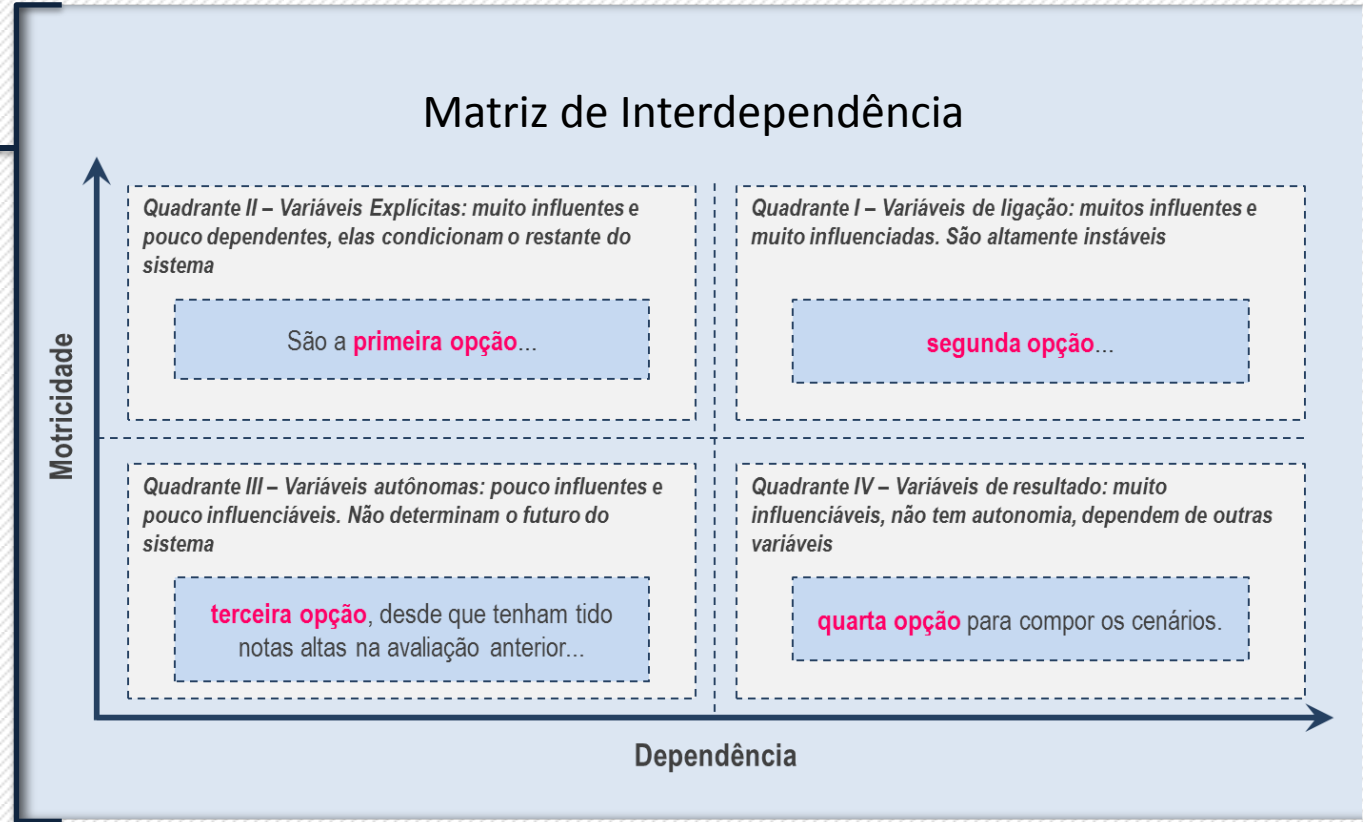 Matriz de Interdependência
Motricidade
Quadrante II – Variáveis Explícitas: muito influentes e
pouco dependentes, elas condicionam o restante do
sistema
São a primeira opção...
Quadrante I – Variáveis de ligação: muitos influentes e
muito influenciadas. São altamente instáveis
segunda opção...
Quadrante III – Variáveis autônomas: pouco influentes e
pouco influenciáveis. Não determinam o futuro do
sistema
terceira opção, desde que tenham tido
notas altas na avaliação anterior...
Quadrante IV – Variáveis de resultado: muito
influenciáveis, não tem autonomia, dependem de outras
variáveis
quarta opção para compor os cenários.
Dependência